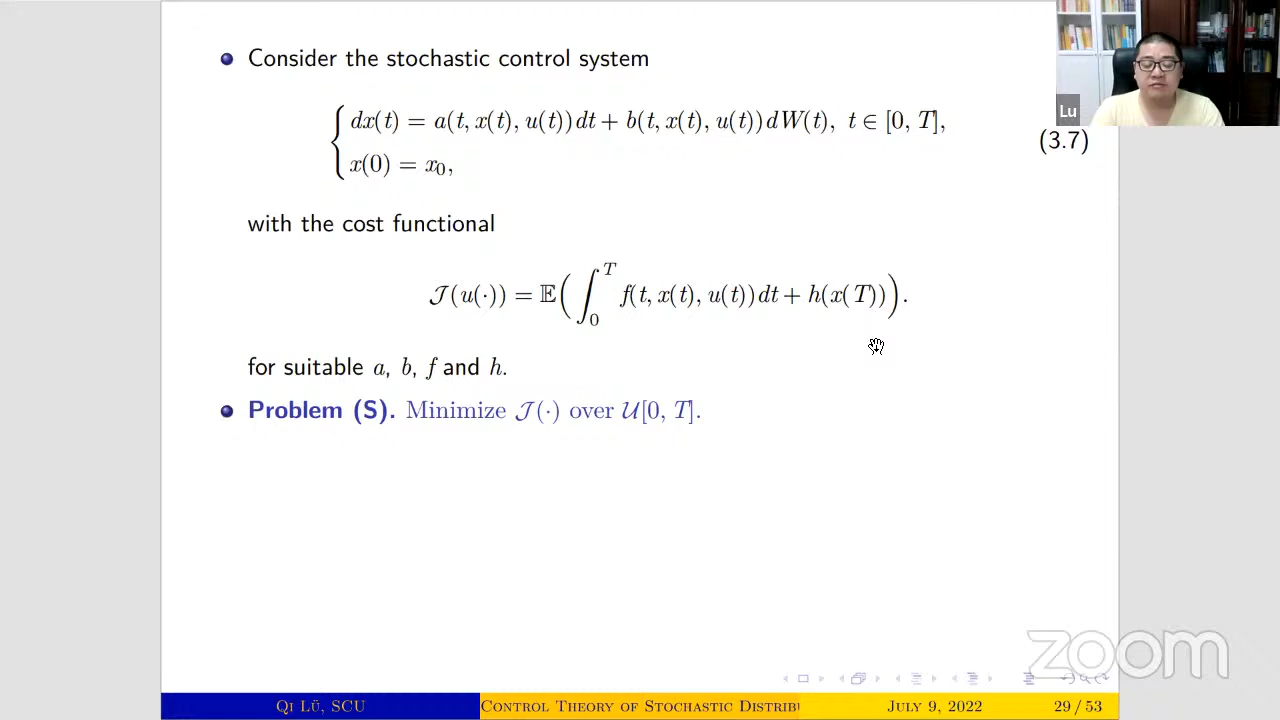 Consider the stochastic control system
dx(t) = a(t, x(t), u(t))dt + b(t, x(t), u(t))dW(t), t ∈ [0, T],
x(0) = x₀,
(3.7)
with the cost functional
𝒥(u(·)) = 𝔼(∫₀ᵀ f(t, x(t), u(t))dt + h(x(T))).
for suitable a, b, f and h.
Problem (S). Minimize 𝒥(·) over 𝒰[0, T].
Lu
zoom
Qi Lü, SCU
Control Theory of Stochastic Distribu
July 9, 2022
29 / 53